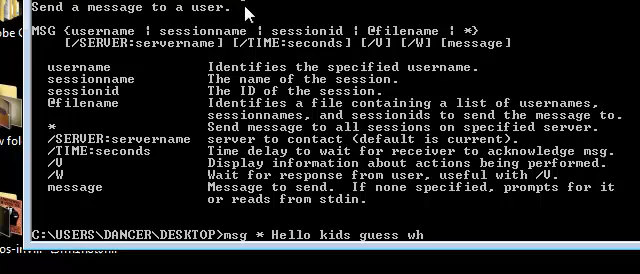 Send a message to a user.
MSG {username | sessionname | sessionid | @filename | *}
[/SERVER:servername] [/TIME:seconds] [/V] [/W] [message]
username Identifies the specified username.
sessionname The name of the session.
sessionid The ID of the session.
@filename Identifies a file containing a list of usernames,
sessionnames, and sessionids to send the message to.
* Send message to all sessions on specified server.
/SERVER:servername server to contact (default is current).
/TIME:seconds Time delay to wait for receiver to acknowledge msg.
/V Display information about actions being performed.
/W Wait for response from user, useful with /V.
message Message to send. If none specified, prompts for it
or reads from stdin.
C:\USERS\DANCER\DESKTOP>msg * Hello kids guess wh